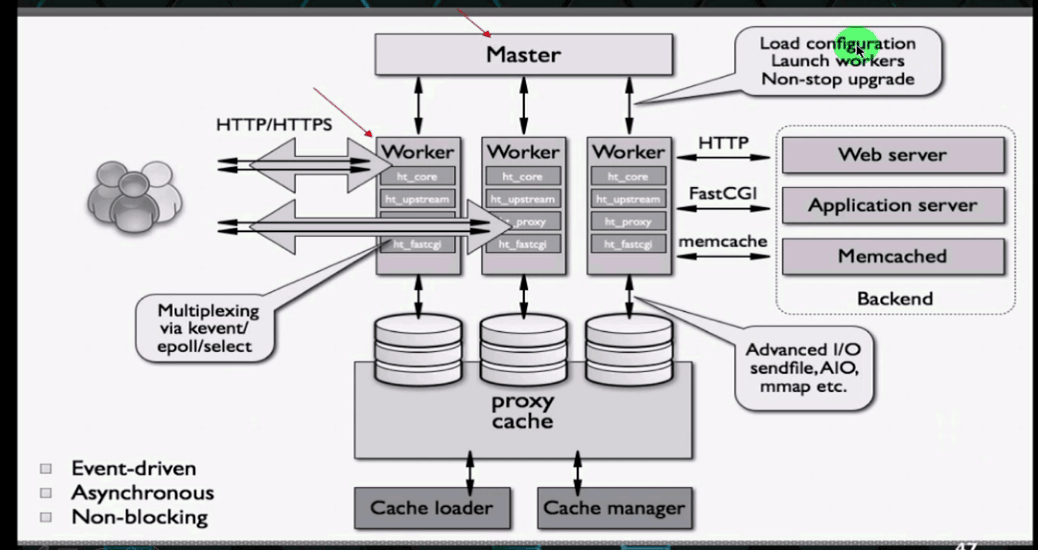 Master
Load configuration
Launch workers
Non-stop upgrade
HTTP/HTTPS
Worker
ht_core
ht_upstream
ht_fastcgi
Worker
ht_core
ht_upstream
ht_proxy
ht_fastcgi
Worker
ht_core
ht_upstream
ht_proxy
ht_fastcgi
HTTP
FastCGI
memcache
Web server
Application server
Memcached
Backend
Multiplexing
via kevent/
epoll/select
Advanced I/O
sendfile, AIO,
mmap etc.
proxy
cache
Cache loader
Cache manager
Event-driven
Asynchronous
Non-blocking
47